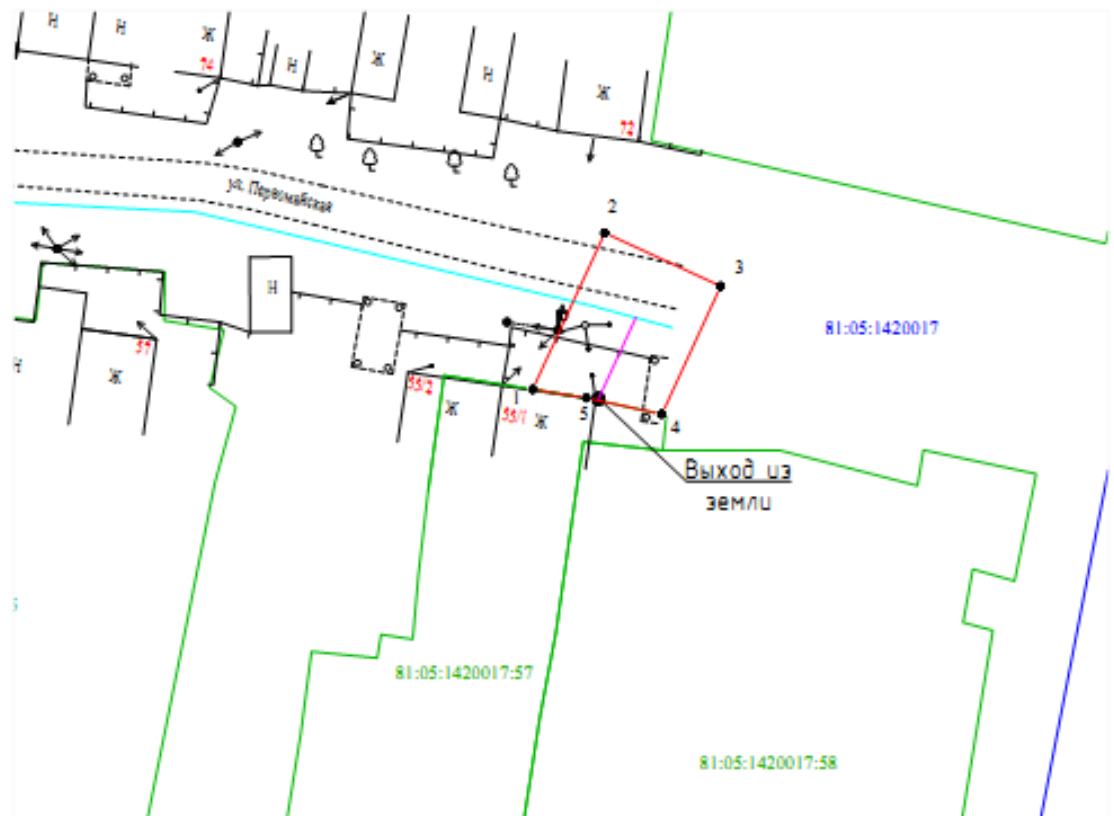 Н
Н
Ж
74
Н
Ж
Н
Ж
72
ул. Первомайская
2
3
81:05:1420017
Н
57
Н
Ж
55/2
Ж
1
55/1
Ж
5
4
Выход из
земли
81:05:1420017:57
81:05:1420017:58